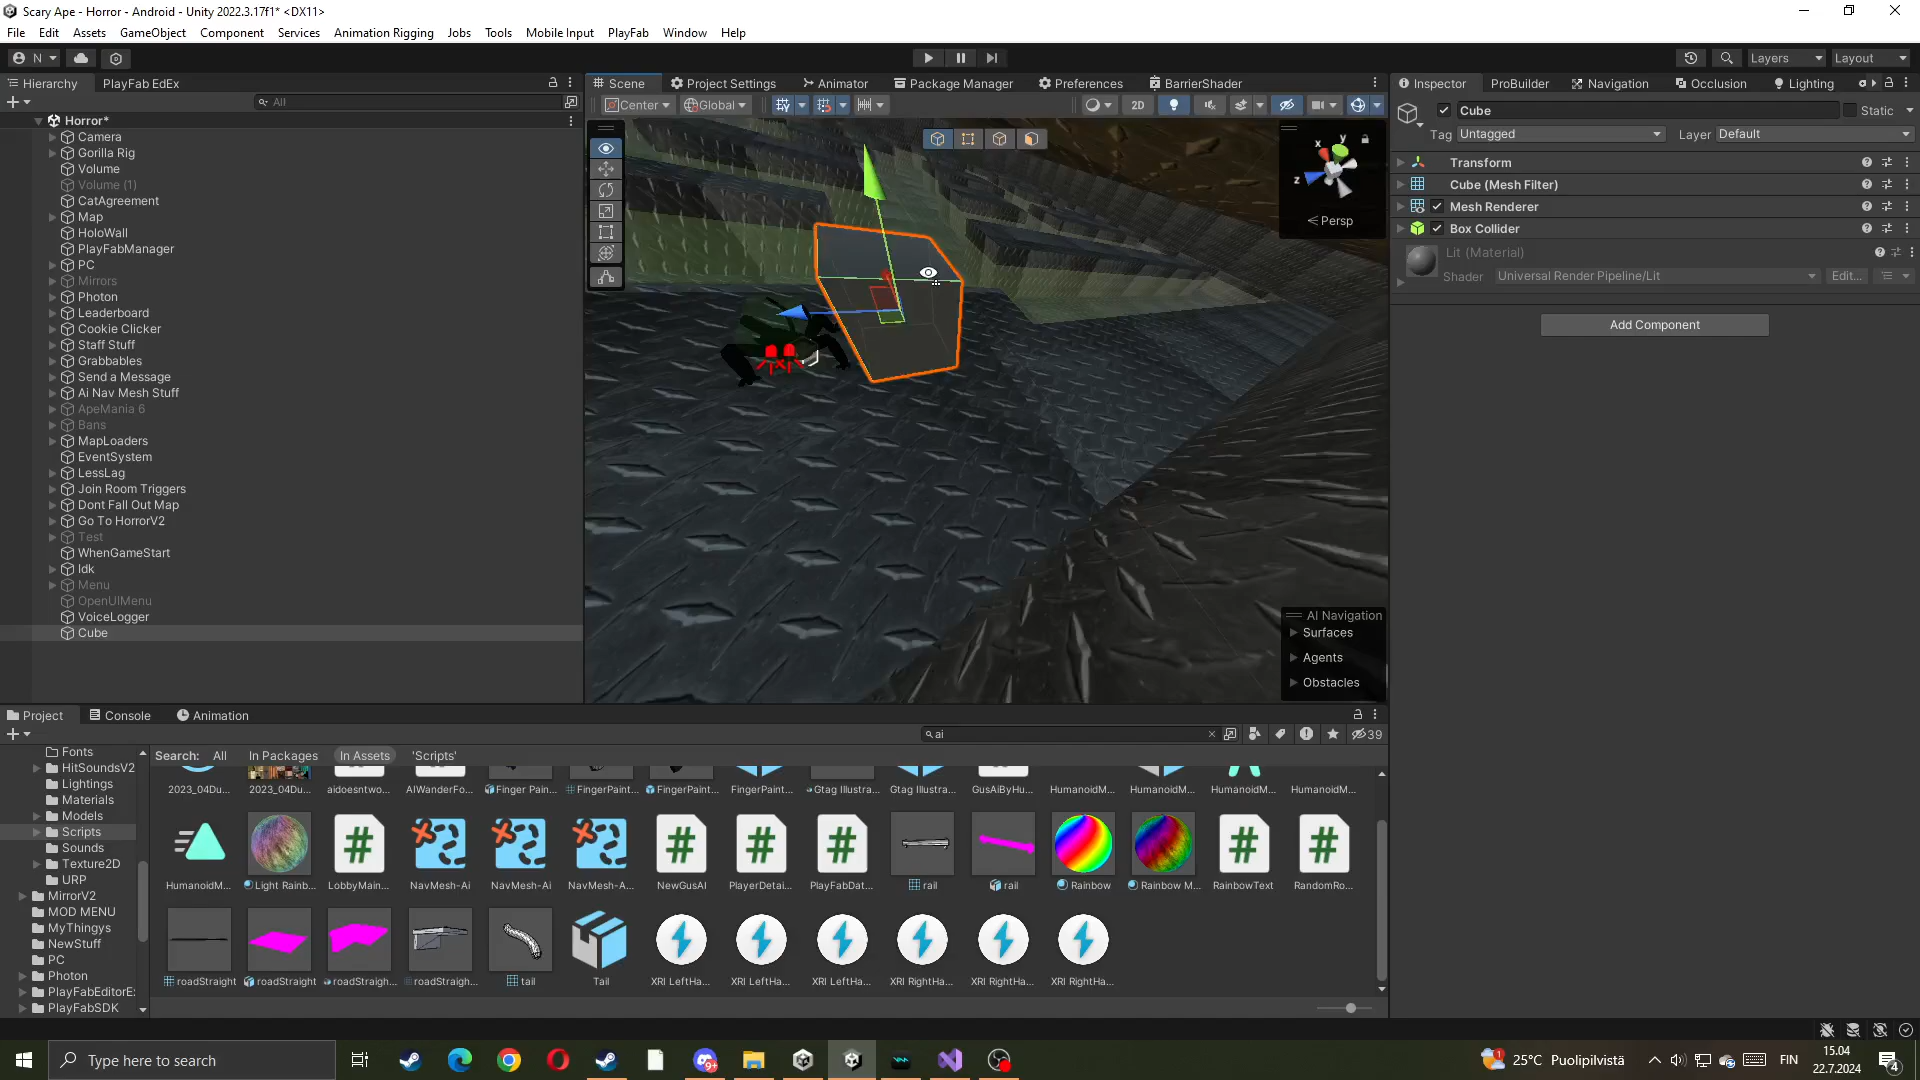 Scary Ape - Horror - Android - Unity 2022.3.17f1* <DX11>
File Edit Assets GameObject Component Services Animation Rigging Jobs Tools Mobile Input PlayFab Window Help
N Layers Layout
Hierarchy PlayFab EdEx Scene Project Settings Animator Package Manager Preferences BarrierShader Inspector ProBuilder Navigation Occlusion Lighting
All Center Global 2D
Cube Static
Tag Untagged Layer Default
Transform
Cube (Mesh Filter)
Mesh Renderer
Box Collider
Lit (Material)
Shader Universal Render Pipeline/Lit Edit...
Add Component
Horror*
Camera
Gorilla Rig
Volume
Volume (1)
CatAgreement
Map
HoloWall
PlayFabManager
PC
Mirrors
Photon
Leaderboard
Cookie Clicker
Staff Stuff
Grabbables
Send a Message
Ai Nav Mesh Stuff
ApeMania 6
Bans
MapLoaders
EventSystem
LessLag
Join Room Triggers
Dont Fall Out Map
Go To HorrorV2
Test
WhenGameStart
Idk
Menu
OpenUIMenu
VoiceLogger
Cube
y
x
z
Persp
AI Navigation
Surfaces
Agents
Obstacles
Project Console Animation
ai 39
Search: All In Packages In Assets 'Scripts'
Fonts
HitSoundsV2
Lightings
Materials
Models
Scripts
Sounds
Texture2D
URP
MirrorV2
MOD MENU
MyThingys
NewStuff
PC
Photon
PlayFabEditorEx
PlayFabSDK
2023_04Du... 2023_04Du... aidoesntwo... AIWanderFo... Finger Pain... FingerPaint... FingerPaint... FingerPaint... Gtag Illustra... Gtag Illustra... GusAiByHu... HumanoidM... HumanoidM... HumanoidM... HumanoidM...
HumanoidM... Light Rainb... LobbyMain... NavMesh-Ai NavMesh-Ai NavMesh-A... NewGusAI PlayerDetai... PlayFabDat... rail rail Rainbow Rainbow M... RainbowText RandomRo...
roadStraight roadStraight roadStraigh... roadStraigh... tail Tail XRI LeftHa... XRI LeftHa... XRI LeftHa... XRI RightHa... XRI RightHa... XRI RightHa...
Type here to search 9+ 25°C Puolipilvistä FIN 15.04
22.7.2024 4